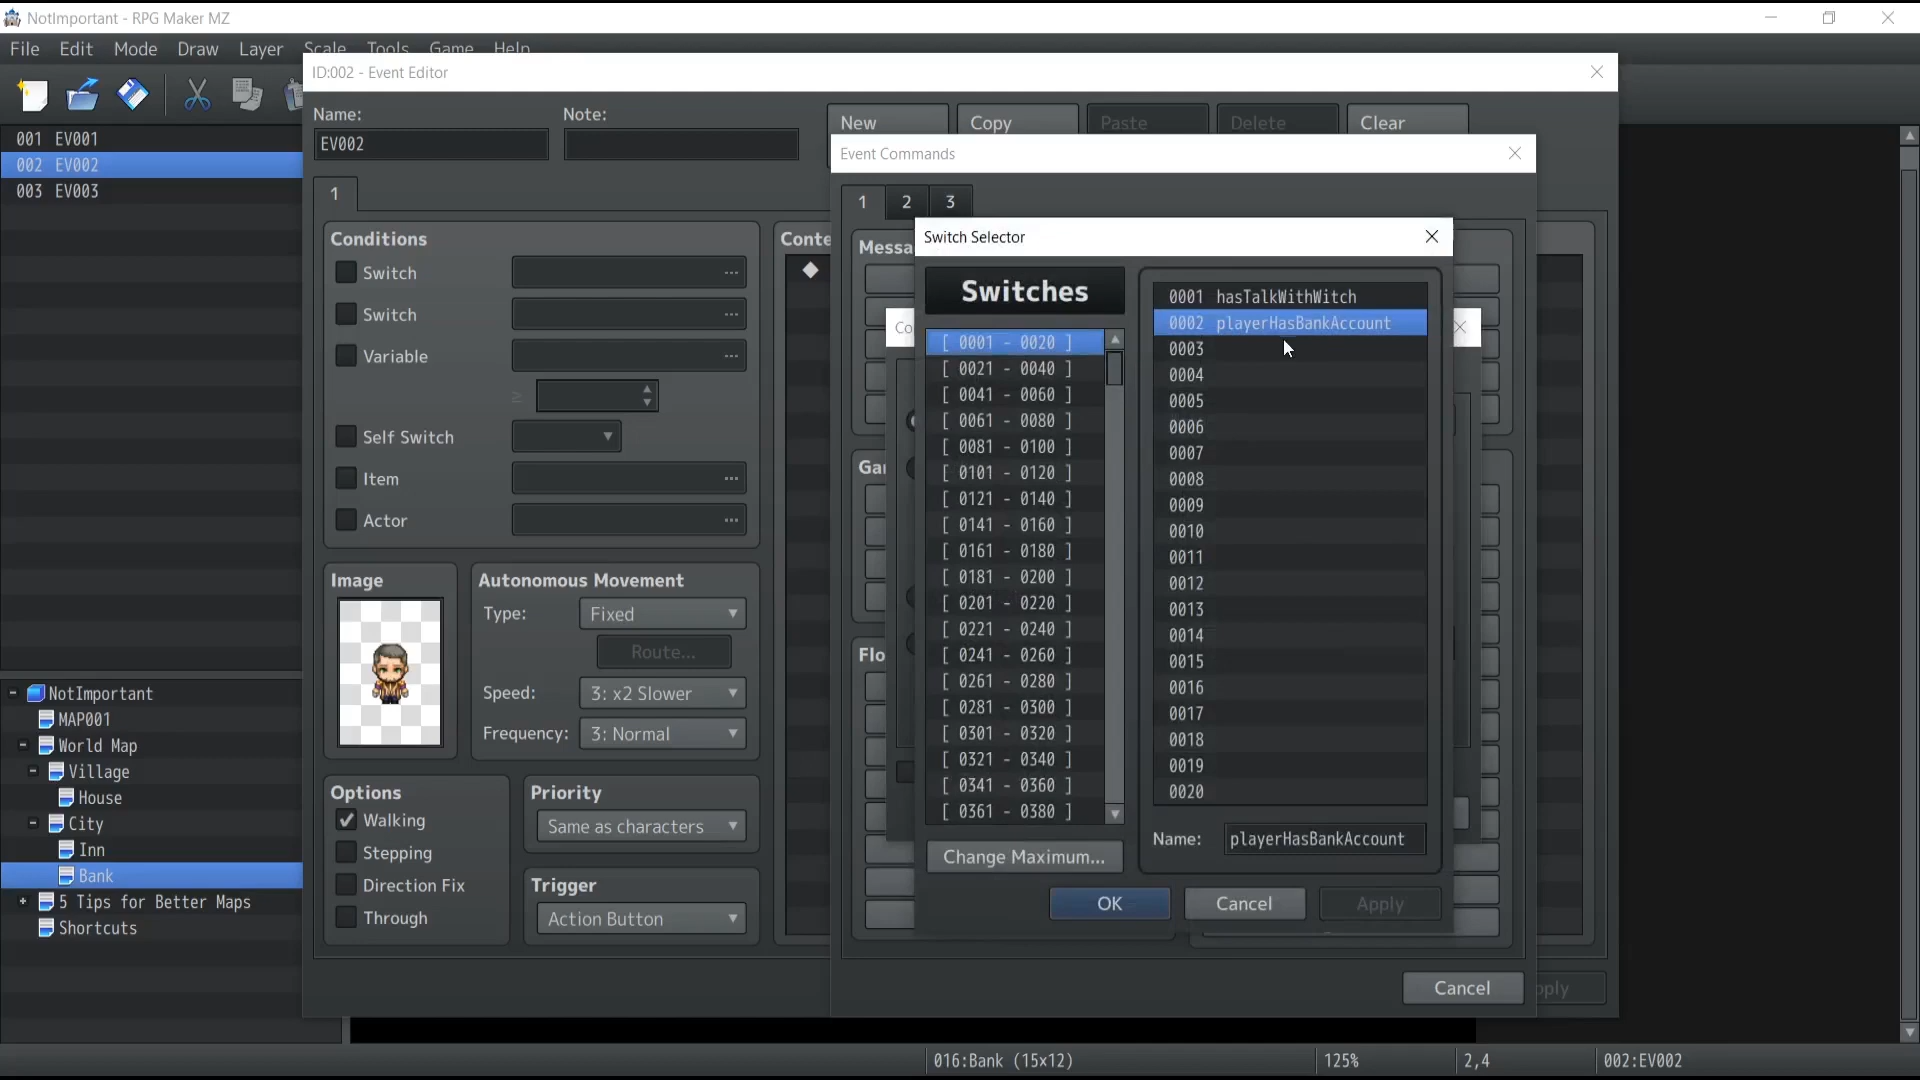 NotImportant - RPG Maker MZ
File Edit Mode Draw Layer Scale Tools Game Help
ID:002 - Event Editor
Name:
Note:
EV002
New Copy Paste Delete Clear
001 EV001
002 EV002
003 EV003
1
Conditions
Switch
Switch
Variable
≥
Self Switch
Item
Actor
Image
Autonomous Movement
Type: Fixed
Route...
Speed: 3: x2 Slower
Frequency: 3: Normal
Options
Walking
Stepping
Direction Fix
Through
Priority
Same as characters
Trigger
Action Button
Conte
Event Commands
1 2 3
Messa
Gam
Flo
Co
Switch Selector
Switches
[ 0001 - 0020 ]
[ 0021 - 0040 ]
[ 0041 - 0060 ]
[ 0061 - 0080 ]
[ 0081 - 0100 ]
[ 0101 - 0120 ]
[ 0121 - 0140 ]
[ 0141 - 0160 ]
[ 0161 - 0180 ]
[ 0181 - 0200 ]
[ 0201 - 0220 ]
[ 0221 - 0240 ]
[ 0241 - 0260 ]
[ 0261 - 0280 ]
[ 0281 - 0300 ]
[ 0301 - 0320 ]
[ 0321 - 0340 ]
[ 0341 - 0360 ]
[ 0361 - 0380 ]
Change Maximum...
0001 hasTalkWithWitch
0002 playerHasBankAccount
0003
0004
0005
0006
0007
0008
0009
0010
0011
0012
0013
0014
0015
0016
0017
0018
0019
0020
Name: playerHasBankAccount
OK Cancel Apply
Cancel
pply
NotImportant
MAP001
World Map
Village
House
City
Inn
Bank
5 Tips for Better Maps
Shortcuts
016:Bank (15x12) 125% 2,4 002:EV002